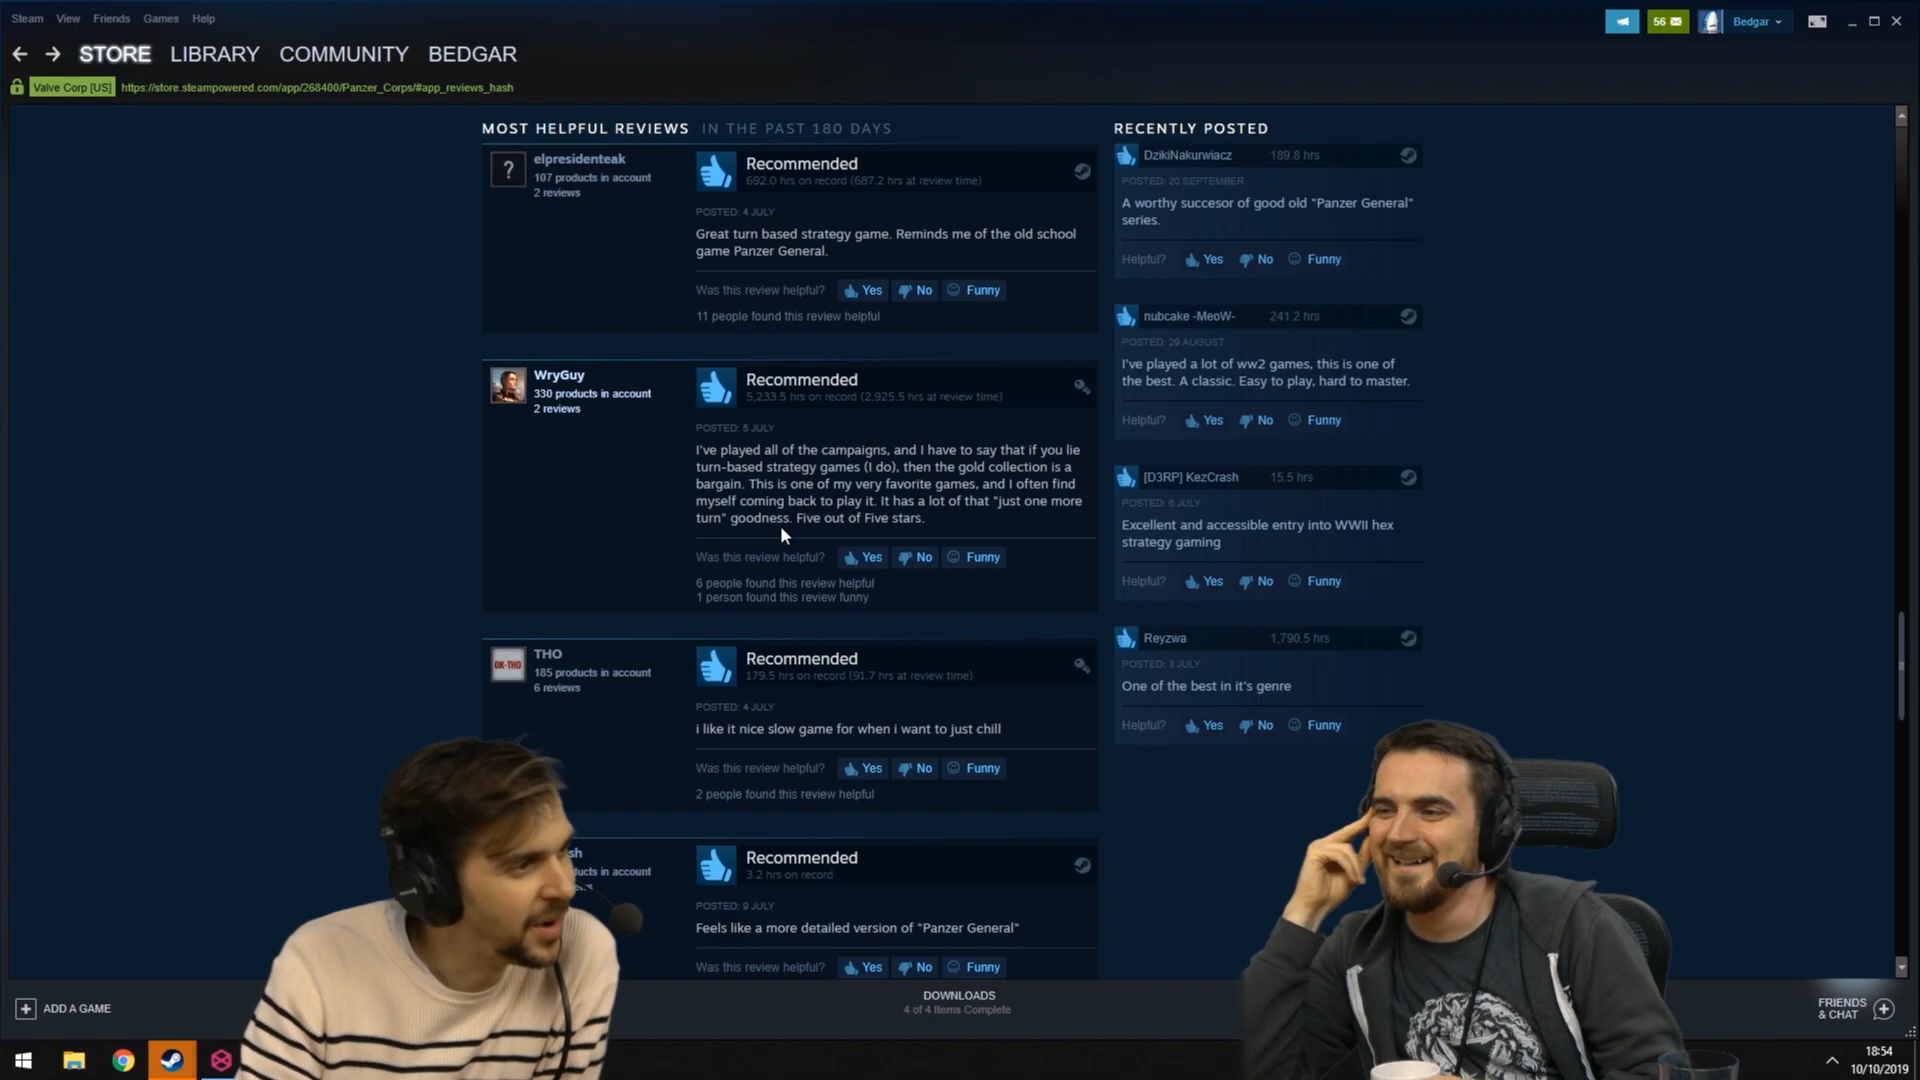 Steam View Friends Games Help
56 Bedgar
STORE LIBRARY COMMUNITY BEDGAR
Valve Corp [US] https://store.steampowered.com/app/268400/Panzer_Corps/#app_reviews_hash
MOST HELPFUL REVIEWS IN THE PAST 180 DAYS
elpresidenteak
107 products in account
2 reviews
Recommended
692.0 hrs on record (687.2 hrs at review time)
POSTED: 4 JULY
Great turn based strategy game. Reminds me of the old school
game Panzer General.
Was this review helpful? Yes No Funny
11 people found this review helpful
WryGuy
330 products in account
2 reviews
Recommended
5,233.5 hrs on record (2,925.5 hrs at review time)
POSTED: 5 JULY
I've played all of the campaigns, and I have to say that if you lie
turn-based strategy games (I do), then the gold collection is a
bargain. This is one of my very favorite games, and I often find
myself coming back to play it. It has a lot of that "just one more
turn" goodness. Five out of Five stars.
Was this review helpful? Yes No Funny
6 people found this review helpful
1 person found this review funny
OK-THO
THO
185 products in account
6 reviews
Recommended
179.5 hrs on record (91.7 hrs at review time)
POSTED: 4 JULY
i like it nice slow game for when i want to just chill
Was this review helpful? Yes No Funny
2 people found this review helpful
sh
ucts in account
Recommended
3.2 hrs on record
POSTED: 9 JULY
Feels like a more detailed version of "Panzer General"
Was this review helpful? Yes No Funny
RECENTLY POSTED
DzikiNakurwiacz 189.8 hrs
POSTED: 20 SEPTEMBER
A worthy succesor of good old "Panzer General"
series.
Helpful? Yes No Funny
nubcake -MeoW- 241.2 hrs
POSTED: 29 AUGUST
I've played a lot of ww2 games, this is one of
the best. A classic. Easy to play, hard to master.
Helpful? Yes No Funny
[D3RP] KezCrash 15.5 hrs
POSTED: 6 JULY
Excellent and accessible entry into WWII hex
strategy gaming
Helpful? Yes No Funny
Reyzwa 1,790.5 hrs
POSTED: 3 JULY
One of the best in it's genre
Helpful? Yes No Funny
ADD A GAME
DOWNLOADS
4 of 4 Items Complete
FRIENDS
& CHAT
18:54
10/10/2019